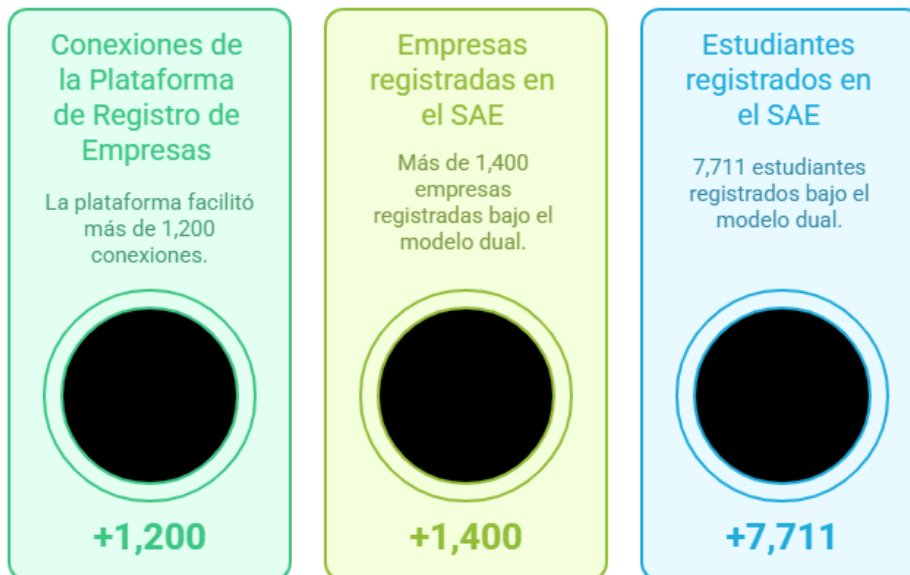 Conexiones de
la Plataforma
de Registro de
Empresas
La plataforma facilitó
más de 1,200
conexiones.
+1,200
Empresas
registradas en
el SAE
Más de 1,400
empresas
registradas bajo el
modelo dual.
+1,400
Estudiantes
registrados en
el SAE
7,711 estudiantes
registrados bajo el
modelo dual.
+7,711